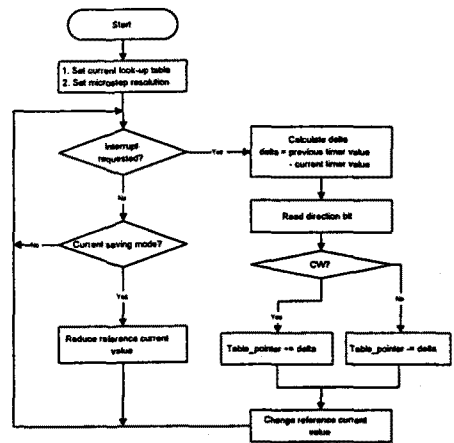 Start
1. Set current look-up table
2. Set microstep resolution
Interrupt
requested?
Yes
Calculate delta
delta = previous timer value
- current timer value
No
Read direction bit
Current saving mode?
No
CW?
Yes
Yes
No
Reduce reference current
value
Table_pointer += delta
Table_pointer -= delta
Change reference current
value